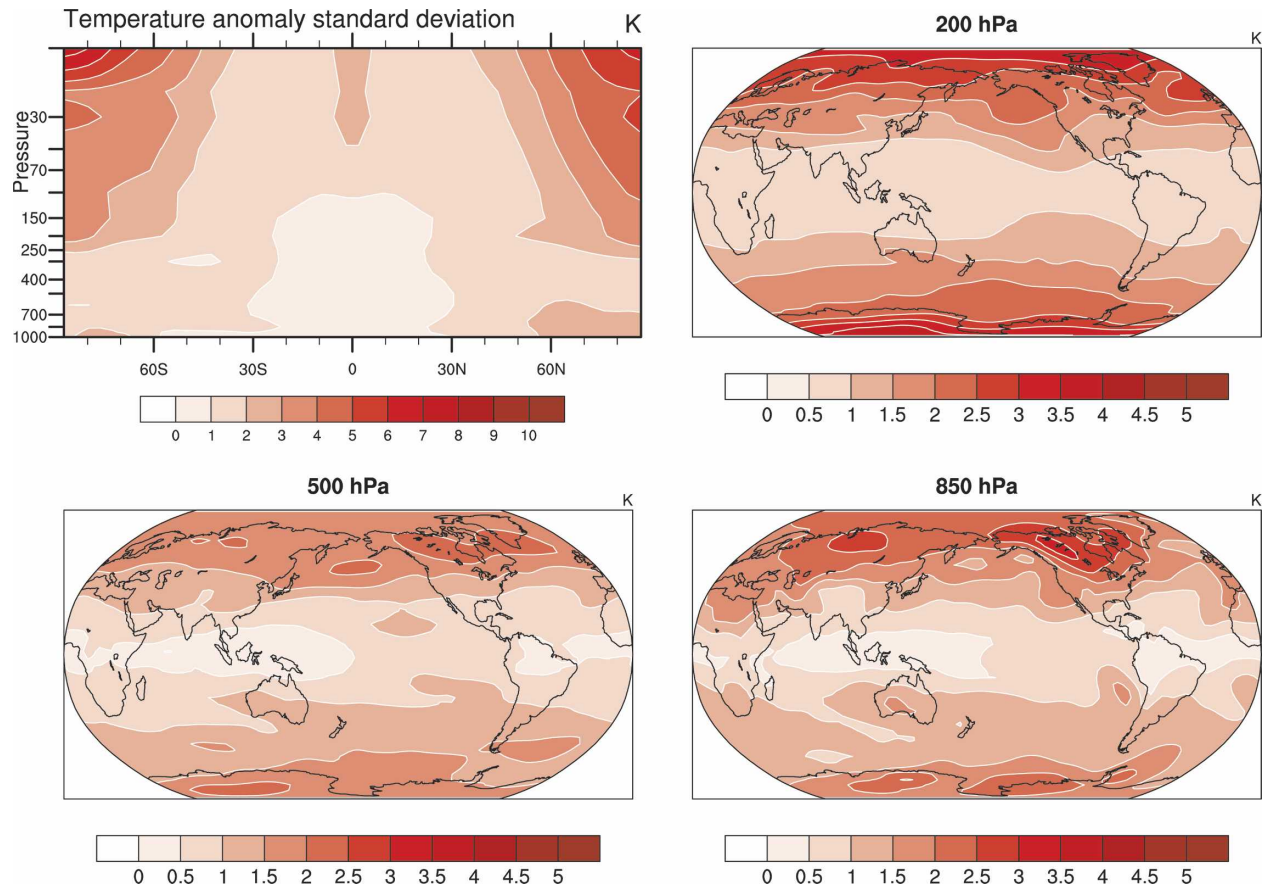 Temperature anomaly standard deviation K
Pressure
30
70
150
250
400
700
1000
60S 30S 0 30N 60N
0 1 2 3 4 5 6 7 8 9 10
200 hPa
K
0 0.5 1 1.5 2 2.5 3 3.5 4 4.5 5
500 hPa
K
0 0.5 1 1.5 2 2.5 3 3.5 4 4.5 5
850 hPa
K
0 0.5 1 1.5 2 2.5 3 3.5 4 4.5 5